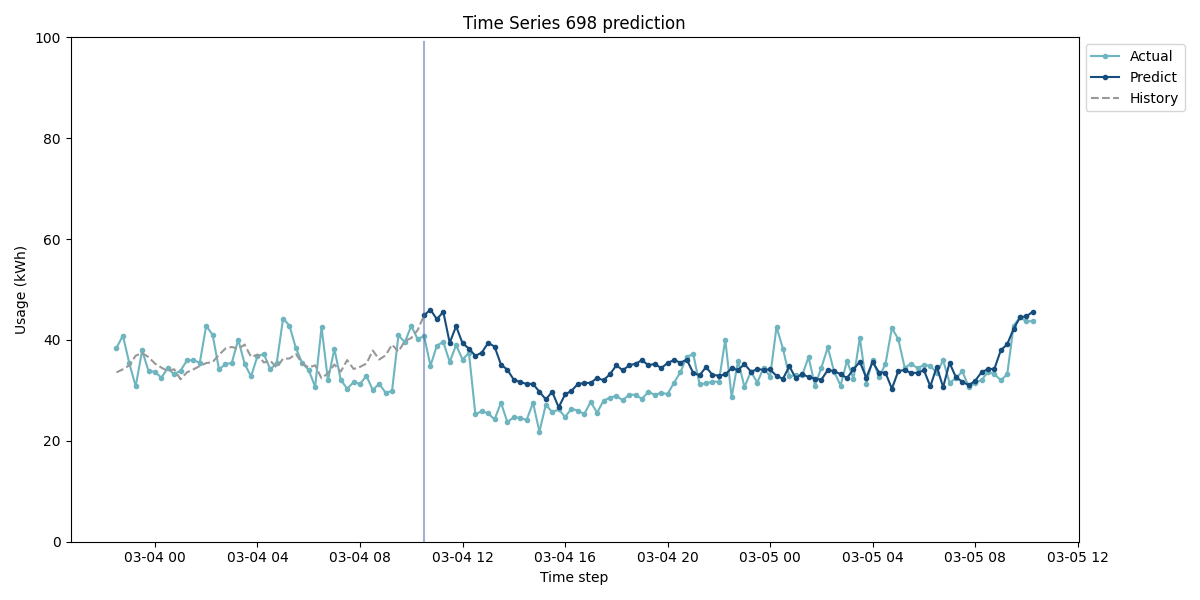 Time Series 698 prediction
100
80
60
40
20
0
Usage (kWh)
03-04 00
03-04 04
03-04 08
03-04 12
03-04 16
03-04 20
03-05 00
03-05 04
03-05 08
03-05 12
Time step
Actual
Predict
History